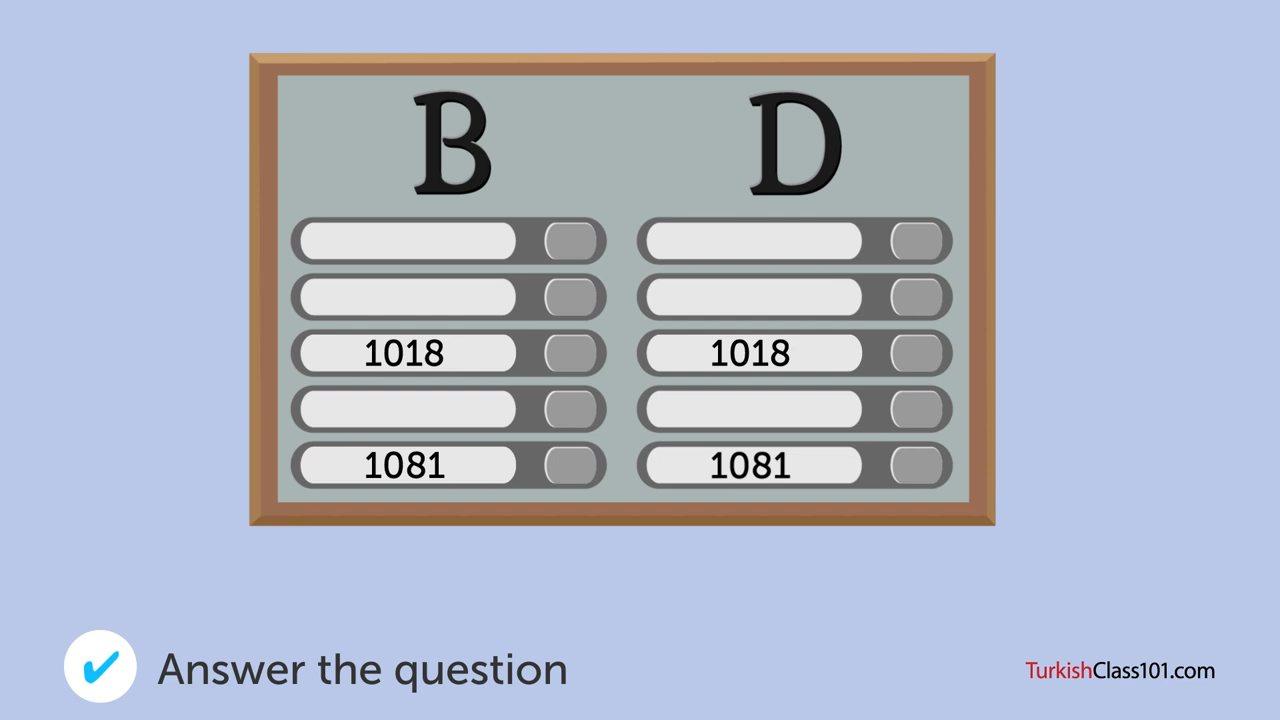 B D
1018 1018
1081 1081
✔ Answer the question
TurkishClass101.com